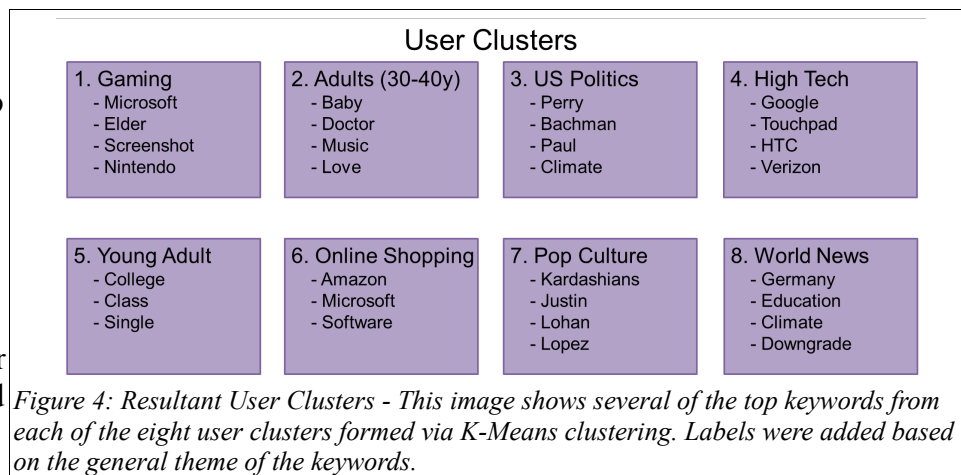 User Clusters
1. Gaming
- Microsoft
- Elder
- Screenshot
- Nintendo
2. Adults (30-40y)
- Baby
- Doctor
- Music
- Love
3. US Politics
- Perry
- Bachman
- Paul
- Climate
4. High Tech
- Google
- Touchpad
- HTC
- Verizon
5. Young Adult
- College
- Class
- Single
6. Online Shopping
- Amazon
- Microsoft
- Software
7. Pop Culture
- Kardashians
- Justin
- Lohan
- Lopez
8. World News
- Germany
- Education
- Climate
- Downgrade
Figure 4: Resultant User Clusters - This image shows several of the top keywords from
each of the eight user clusters formed via K-Means clustering. Labels were added based
on the general theme of the keywords.